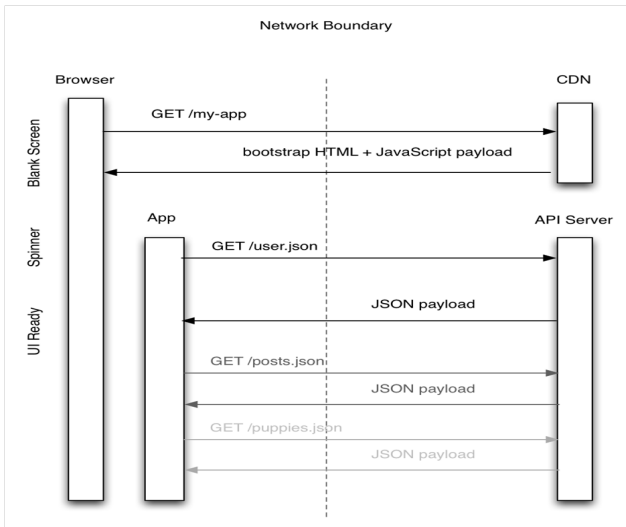 Network Boundary
Browser
CDN
GET /my-app
bootstrap HTML + JavaScript payload
Blank Screen
App
API Server
Spinner
GET /user.json
JSON payload
UI Ready
GET /posts.json
JSON payload
GET /puppies.json
JSON payload